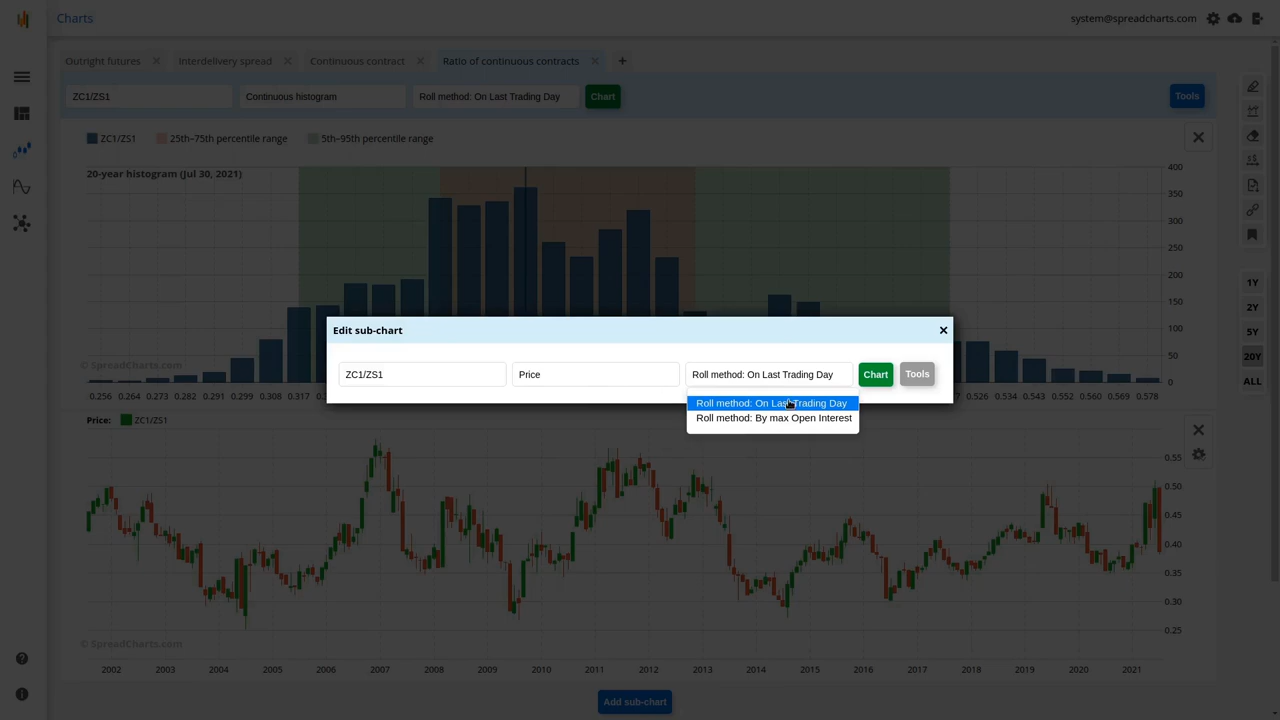 Charts
system@spreadcharts.com
Outright futures
Interdelivery spread
Continuous contract
Ratio of continuous contracts
ZC1/ZS1
Continuous histogram
Roll method: On Last Trading Day
Chart
Tools
ZC1/ZS1
25th–75th percentile range
5th–95th percentile range
20-year histogram (Jul 30, 2021)
400
350
300
250
200
150
100
50
0
© SpreadCharts.com
0.256 0.264 0.273 0.282 0.291 0.299 0.308 0.317
0.526 0.534 0.543 0.552 0.561 0.569 0.578
1Y
2Y
5Y
20Y
ALL
Edit sub-chart
ZC1/ZS1
Price
Roll method: On Last Trading Day
Chart
Tools
Roll method: On Last Trading Day
Roll method: By max Open Interest
Price:
ZC1/ZS1
0.55
0.50
0.45
0.40
0.35
0.30
0.25
© SpreadCharts.com
2002 2003 2004 2005 2006 2007 2008 2009 2010 2011 2012 2013 2014 2015 2016 2017 2018 2019 2020 2021
Add sub-chart